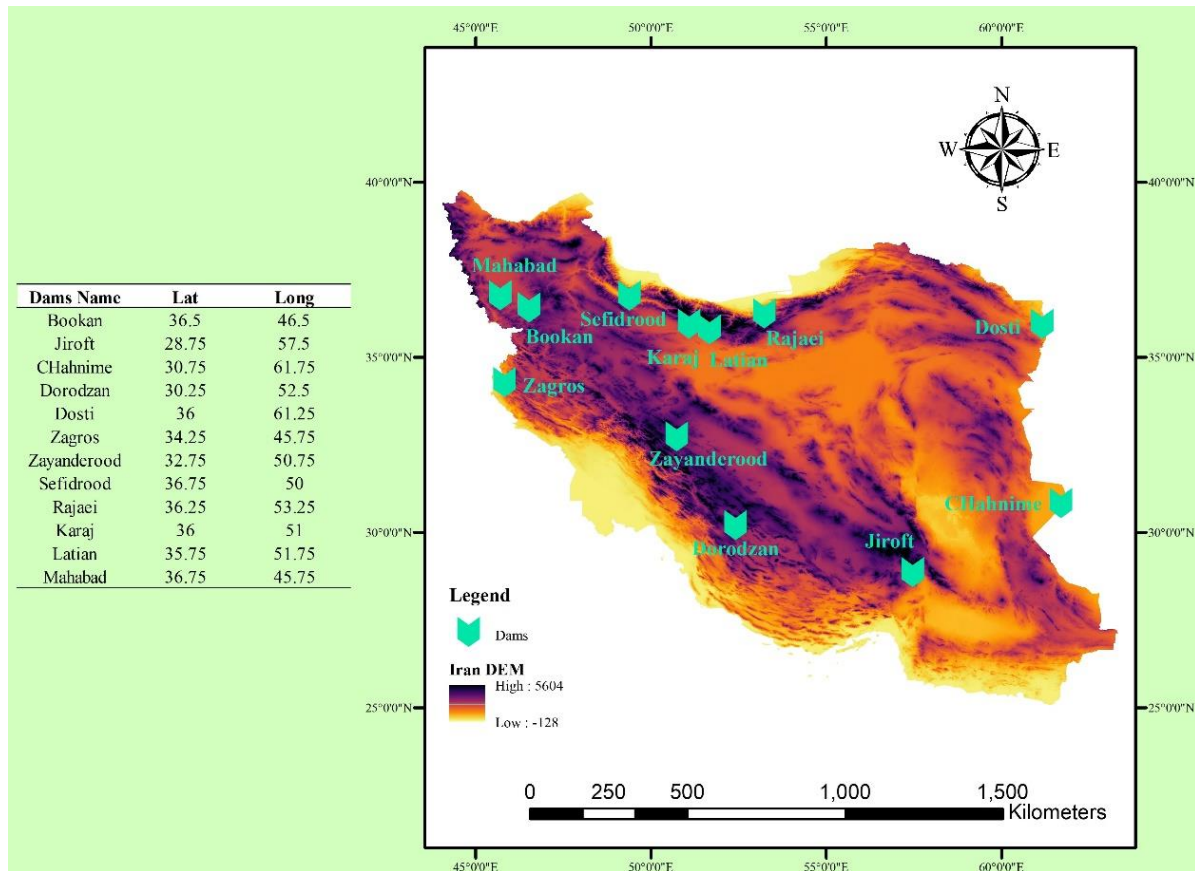 Dams Name Lat Long
Bookan 36.5 46.5
Jiroft 28.75 57.5
CHahnime 30.75 61.75
Dorodzan 30.25 52.5
Dosti 36 61.25
Zagros 34.25 45.75
Zayanderood 32.75 50.75
Sefidrood 36.75 50
Rajaei 36.25 53.25
Karaj 36 51
Latian 35.75 51.75
Mahabad 36.75 45.75
45°0'0"E 50°0'0"E 55°0'0"E 60°0'0"E
N
W E
S
40°0'0"N 40°0'0"N
Mahabad
Sefidrood
Bookan
Rajaei
Dosti
Karaj
Latian
35°0'0"N 35°0'0"N
Zagros
Zayanderood
CHahnime
30°0'0"N 30°0'0"N
Dorodzan
Jiroft
Legend
Dams
Iran DEM
High : 5604
Low : -128
25°0'0"N 25°0'0"N
0 250 500 1,000 1,500
Kilometers
45°0'0"E 50°0'0"E 55°0'0"E 60°0'0"E